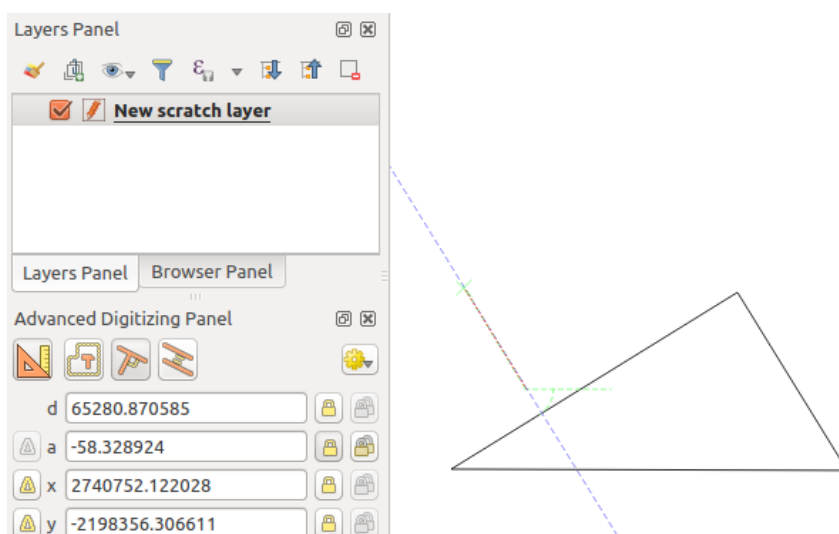 Layers Panel
New scratch layer
Layers Panel Browser Panel
Advanced Digitizing Panel
d 65280.870585
a -58.328924
x 2740752.122028
y -2198356.306611